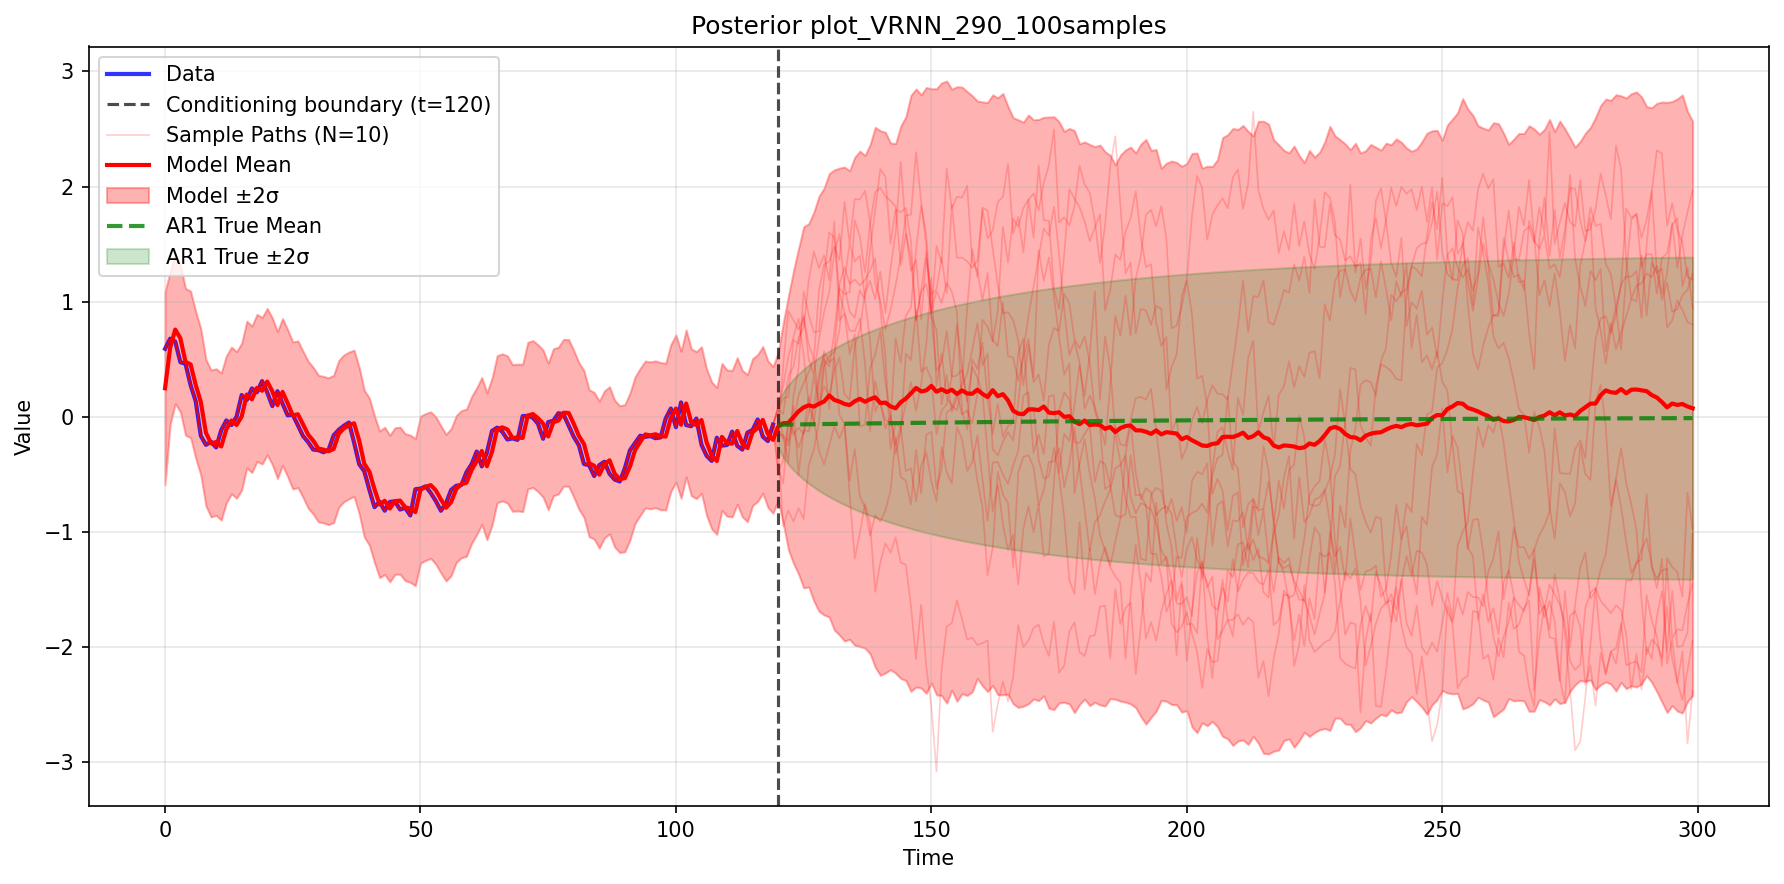 Posterior plot_VRNN_290_100samples
Data
Conditioning boundary (t=120)
Sample Paths (N=10)
Model Mean
Model ±2σ
AR1 True Mean
AR1 True ±2σ
3
2
1
0
−1
−2
−3
Value
0 50 100 150 200 250 300
Time